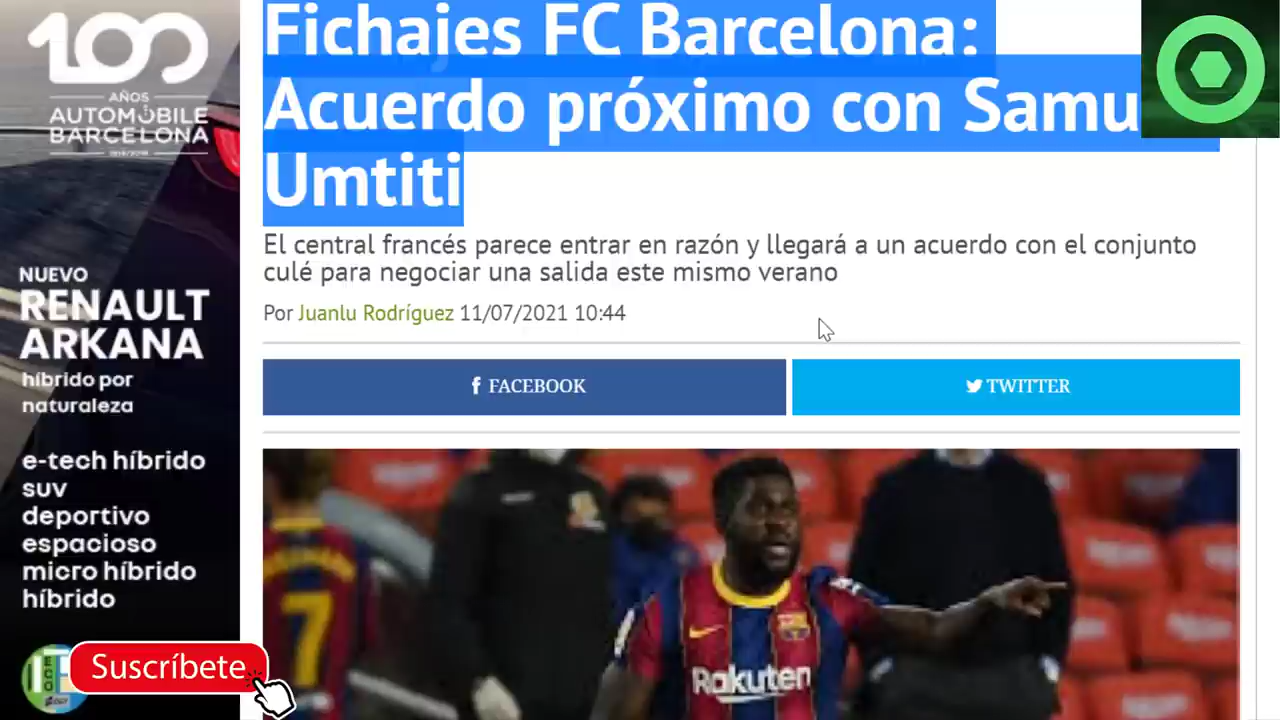 100
AÑOS
AUTOMOBILE
BARCELONA
NUEVO
RENAULT
ARKANA
híbrido por
naturaleza
e-tech híbrido
suv
deportivo
espacioso
micro híbrido
híbrido
ECO
Suscríbete
Fichajes FC Barcelona:
Acuerdo próximo con Samu
Umtiti
El central francés parece entrar en razón y llegará a un acuerdo con el conjunto
culé para negociar una salida este mismo verano
Por Juanlu Rodríguez 11/07/2021 10:44
FACEBOOK
TWITTER
7
Rakuten